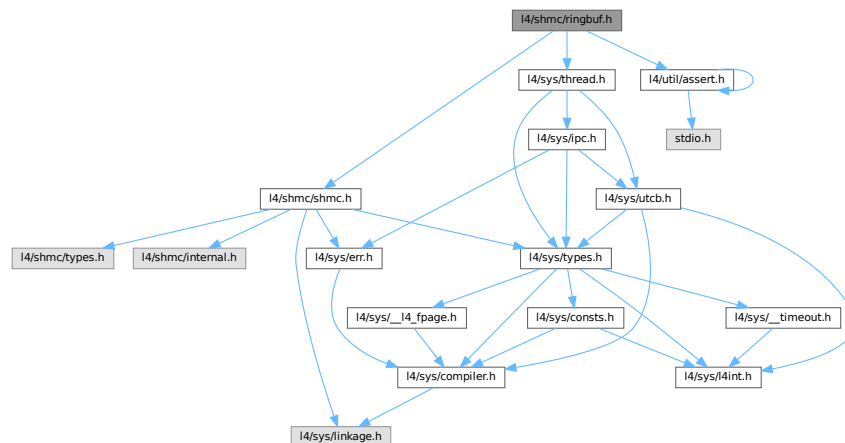 l4/shmc/ringbuf.h
l4/sys/thread.h
l4/util/assert.h
l4/sys/ipc.h
stdio.h
l4/shmc/shmc.h
l4/sys/utcb.h
l4/shmc/types.h
l4/shmc/internal.h
l4/sys/err.h
l4/sys/types.h
l4/sys/__l4_fpage.h
l4/sys/consts.h
l4/sys/__timeout.h
l4/sys/compiler.h
l4/sys/l4int.h
l4/sys/linkage.h